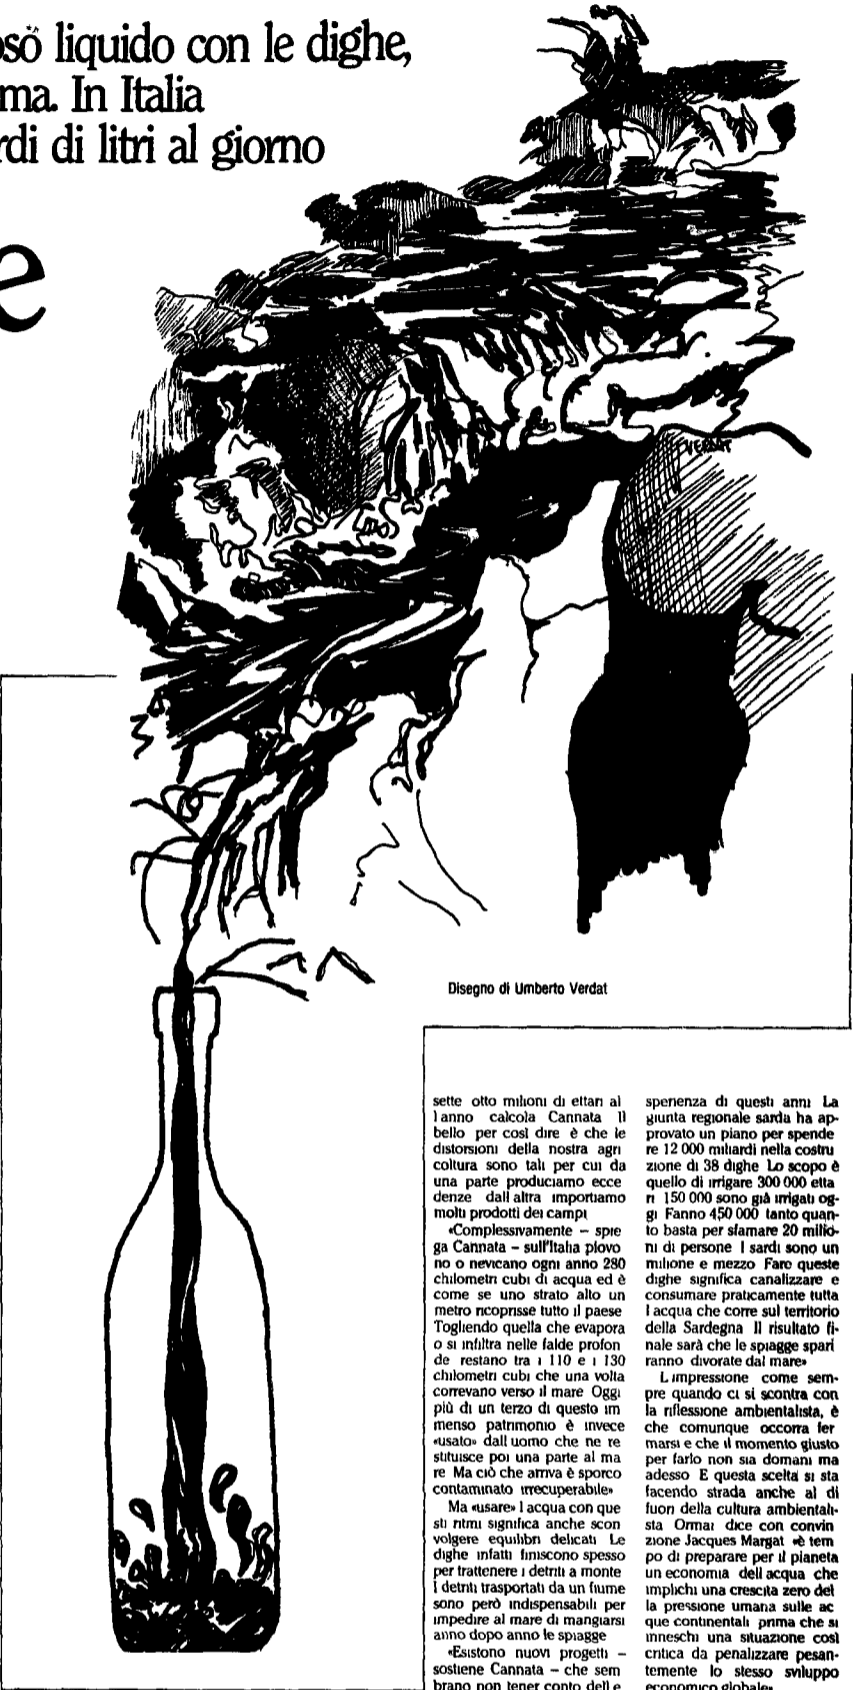 oso liquido con le dighe,
ma. In Italia
rdi di litri al giorno
e
VERDAT
Disegno di Umberto Verdat
sette otto milioni di ettari al
l anno calcola Cannata Il
bello per così dire è che le
distorsioni della nostra agri
coltura sono tali per cui da
una parte produciamo ecce
denze dall altra importiamo
molti prodotti dei campi
«Complessivamente – spie
ga Cannata – sull'Italia piovo
no o nevicano ogni anno 280
chilometri cubi di acqua ed è
come se uno strato alto un
metro ricoprisse tutto il paese
Togliendo quella che evapora
o si infiltra nelle falde profon
de restano tra i 110 e i 130
chilometri cubi che una volta
correvano verso il mare Oggi
più di un terzo di questo im
menso patrimonio è invece
«usato» dall uomo che ne re
stituisce poi una parte al ma
re Ma ciò che arriva è sporco
contaminato irrecuperabile»
Ma «usare» l acqua con que
sti ritmi significa anche scon
volgere equilibri delicati Le
dighe infatti finiscono spesso
per trattenere i detriti a monte
I detriti trasportati da un fiume
sono però indispensabili per
impedire al mare di mangiarsi
anno dopo anno le spiagge
«Esistono nuovi progetti –
sostiene Cannata – che sem
brano non tener conto dell e
sperienza di questi anni La
giunta regionale sarda ha ap-
provato un piano per spende
re 12 000 miliardi nella costru
zione di 38 dighe Lo scopo è
quello di irrigare 300 000 etta
ri 150 000 sono già irrigati og-
gi Fanno 450 000 tanto quan-
to basta per sfamare 20 milio-
ni di persone I sardi sono un
milione e mezzo Fare queste
dighe significa canalizzare e
consumare praticamente tutta
l acqua che corre sul territorio
della Sardegna Il risultato fi-
nale sarà che le spiagge spari
ranno divorate dal mare»
L impressione come sem-
pre quando ci si scontra con
la riflessione ambientalista, è
che comunque occorra fer
marsi e che il momento giusto
per farlo non sia domani ma
adesso E questa scelta si sta
facendo strada anche al di
fuori della cultura ambientali-
sta Ormai dice con convin
zione Jacques Margat «è tem
po di preparare per il pianeta
un economia dell acqua che
implichi una crescita zero del
la pressione umana sulle ac
que continentali prima che si
inneschi una situazione così
critica da penalizzare pesan-
temente lo stesso sviluppo
economico globale»